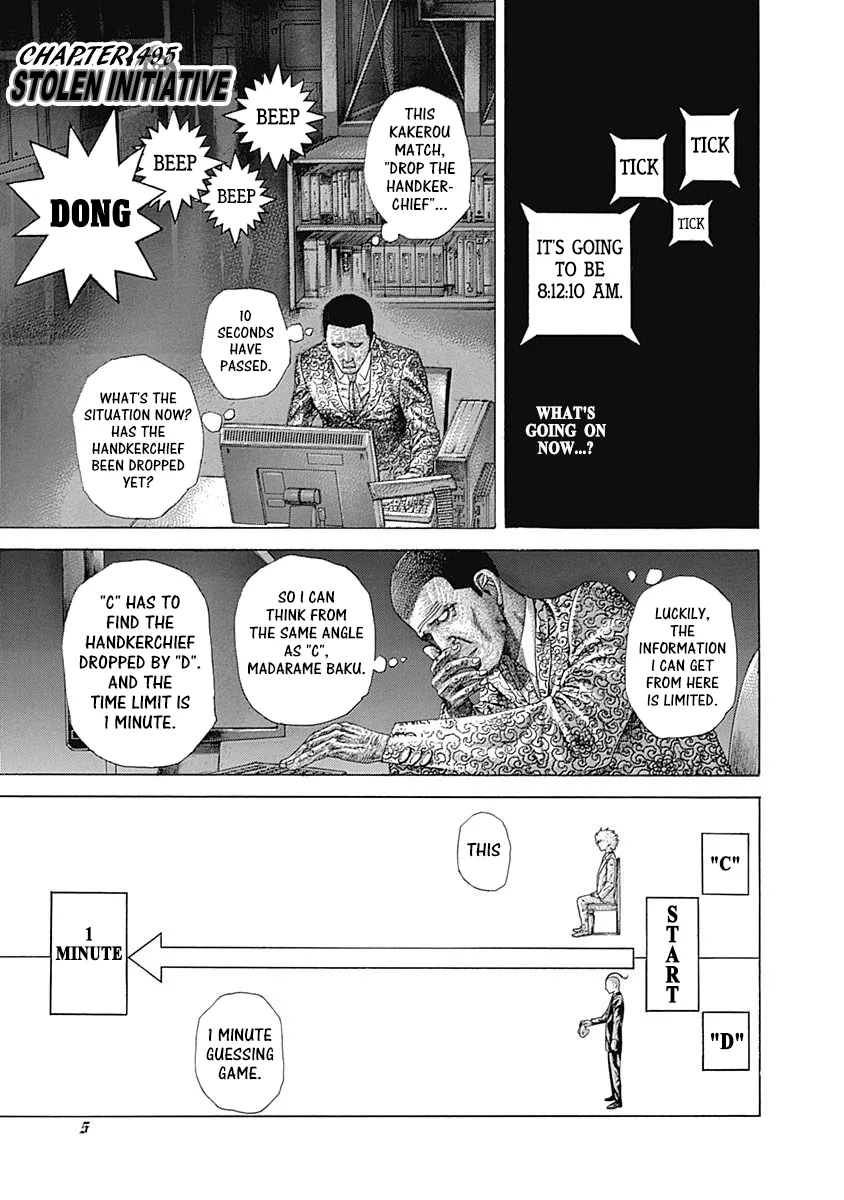 CHAPTER 495
STOLEN INITIATIVE
TICK
TICK
TICK
IT'S GOING
TO BE
8:12:10 AM.
WHAT'S
GOING ON
NOW...?
BEEP
BEEP
BEEP
DONG
THIS
KAKEROU
MATCH,
"DROP THE
HANDKER-
CHIEF"...
10
SECONDS
HAVE
PASSED.
WHAT'S THE
SITUATION NOW?
HAS THE
HANDKERCHIEF
BEEN DROPPED
YET?
LUCKILY,
THE
INFORMATION
I CAN GET
FROM HERE
IS LIMITED.
SO I CAN
THINK FROM
THE SAME ANGLE
AS "C",
MADARAME BAKU.
"C" HAS TO
FIND THE
HANDKERCHIEF
DROPPED BY "D".
AND THE
TIME LIMIT IS
1 MINUTE.
"C"
START
"D"
THIS
1
MINUTE
1 MINUTE
GUESSING
GAME.
5